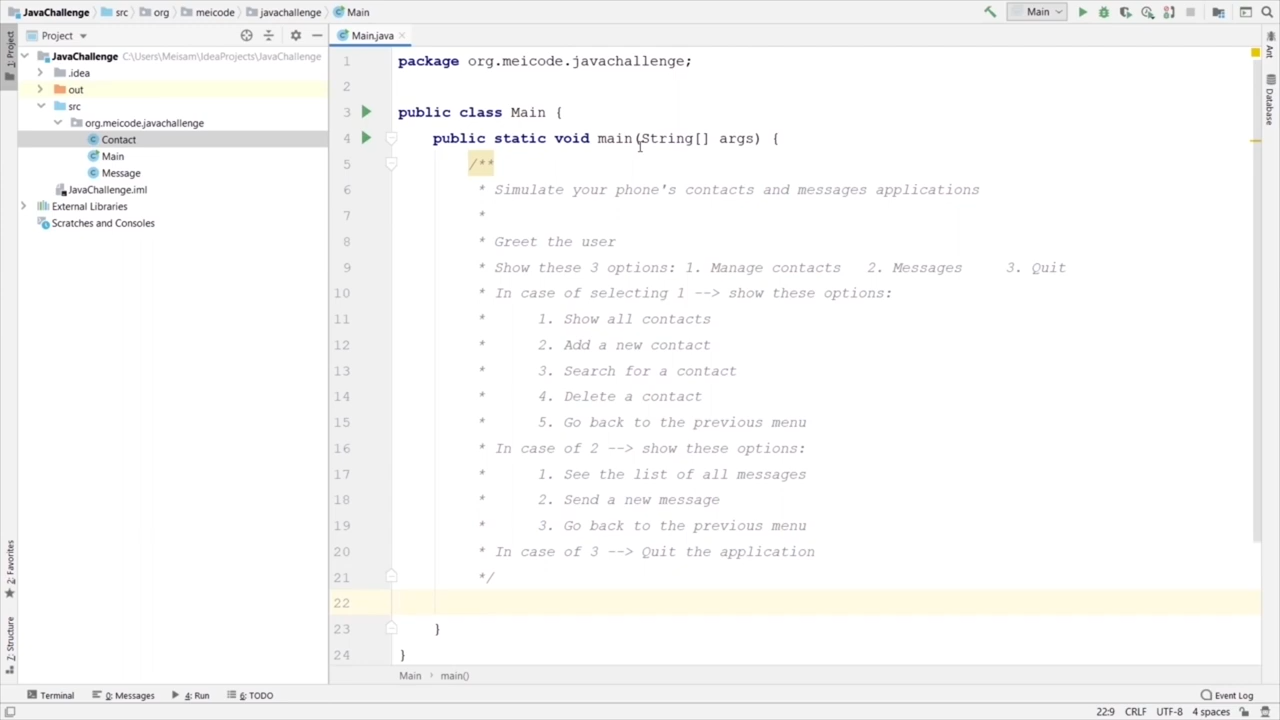 JavaChallenge src org meicode javachallenge Main Main
Project
Main.java
1: Project
JavaChallenge C:\Users\Meisam\IdeaProjects\JavaChallenge
.idea
out
src
org.meicode.javachallenge
Contact
Main
Message
JavaChallenge.iml
External Libraries
Scratches and Consoles
1 package org.meicode.javachallenge;
2
3 public class Main {
4 public static void main(String[] args) {
5 /**
6 * Simulate your phone's contacts and messages applications
7 *
8 * Greet the user
9 * Show these 3 options: 1. Manage contacts 2. Messages 3. Quit
10 * In case of selecting 1 --> show these options:
11 * 1. Show all contacts
12 * 2. Add a new contact
13 * 3. Search for a contact
14 * 4. Delete a contact
15 * 5. Go back to the previous menu
16 * In case of 2 --> show these options:
17 * 1. See the list of all messages
18 * 2. Send a new message
19 * 3. Go back to the previous menu
20 * In case of 3 --> Quit the application
21 */
22
23 }
24 }
Ant
Database
2: Favorites
Z: Structure
Main main()
Terminal 0: Messages 4: Run 6: TODO Event Log
22:9 CRLF UTF-8 4 spaces